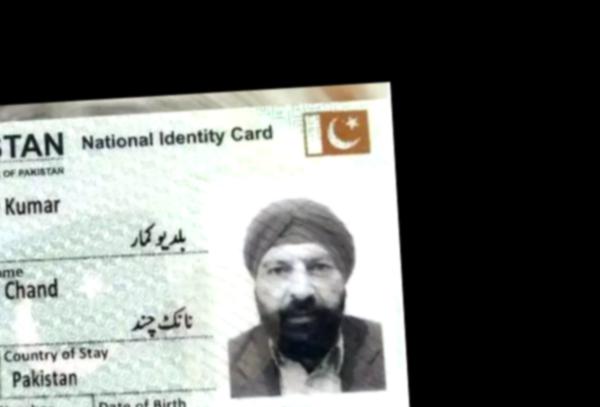 STAN National Identity Card
OF PAKISTAN
Kumar
بلدیو کمار
ame
Chand
نانک چند
Country of Stay
Pakistan
Date of Birth